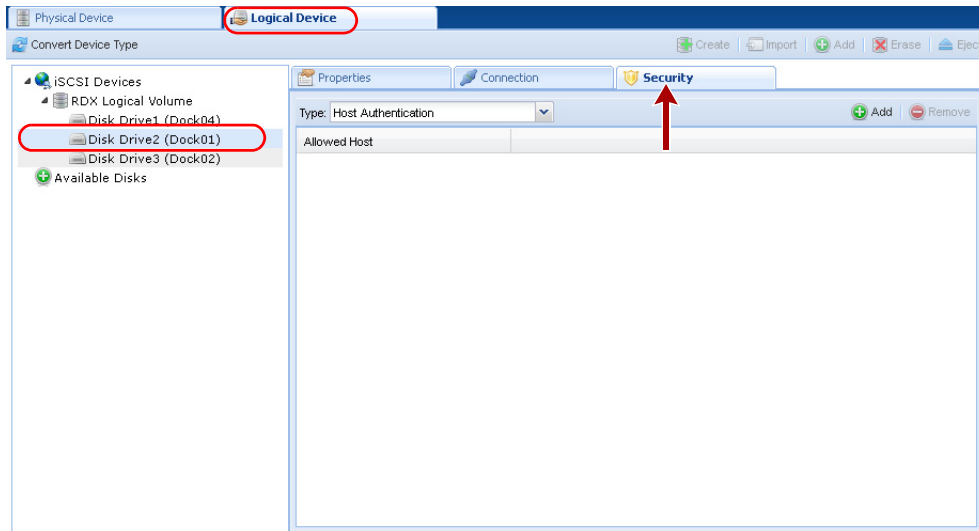 Physical Device
Logical Device
Convert Device Type
Create
Import
Add
Erase
Ejec
iSCSI Devices
RDX Logical Volume
Disk Drive1 (Dock04)
Disk Drive2 (Dock01)
Disk Drive3 (Dock02)
Available Disks
Properties
Connection
Security
Type: Host Authentication
Add
Remove
Allowed Host